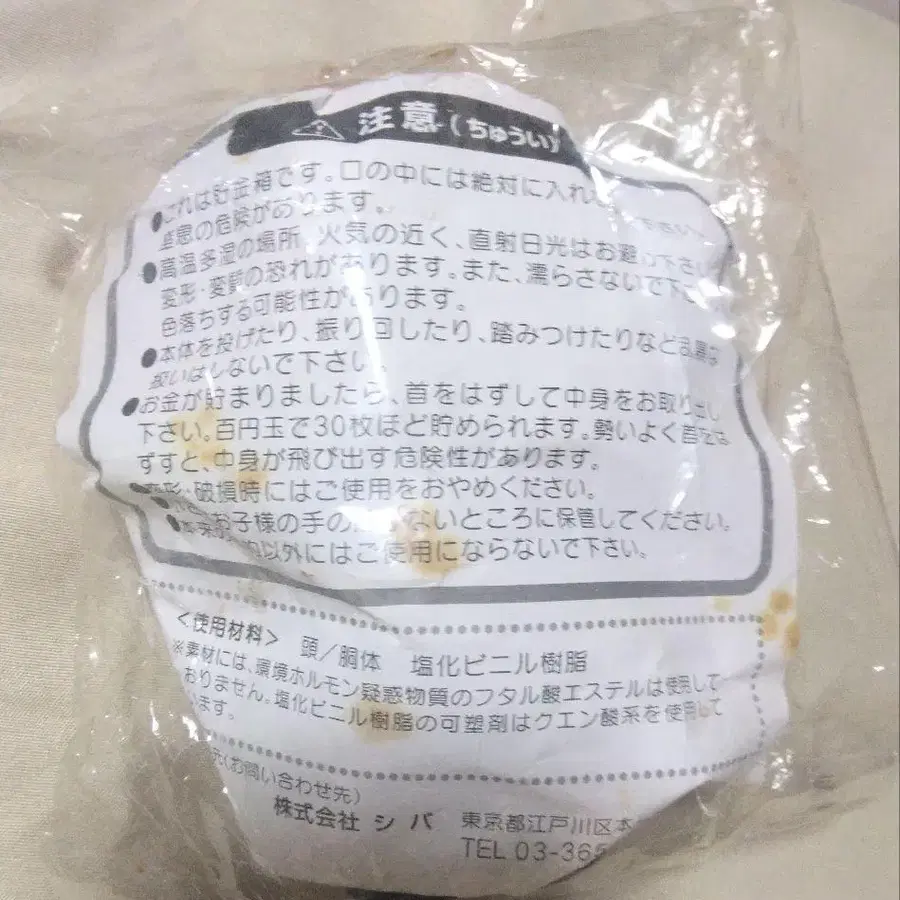 注意(ちゅうい)
●これは貯金箱です。口の中には絶対に入れ
窒息の危険があります。
●高温多湿の場所、火気の近く、直射日光はお避け下さい
変形・変質の恐れがあります。また、濡らさないで下さ
色落ちする可能性があります。
●本体を投げたり、振り回したり、踏みつけたりなど乱暴な
扱いはしないで下さい。
●お金が貯まりましたら、首をはずして中身をお取り出し
下さい。百円玉で30枚ほど貯められます。勢いよく首をは
ずすと、中身が飛び出す危険性があります。
●変形・破損時にはご使用をおやめください。
お子様の手の ないところに保管してください。
●本来 的以外にはご使用にならないで下さい。
<使用材料> 頭/胴体 塩化ビニル樹脂
※素材には、環境ホルモン疑惑物質のフタル酸エステルは使用して
おりません。塩化ビニル樹脂の可塑剤はクエン酸系を使用して
います。
先(お問い合わせ先)
株式会社 シバ 東京都江戸川区本
TEL 03-365